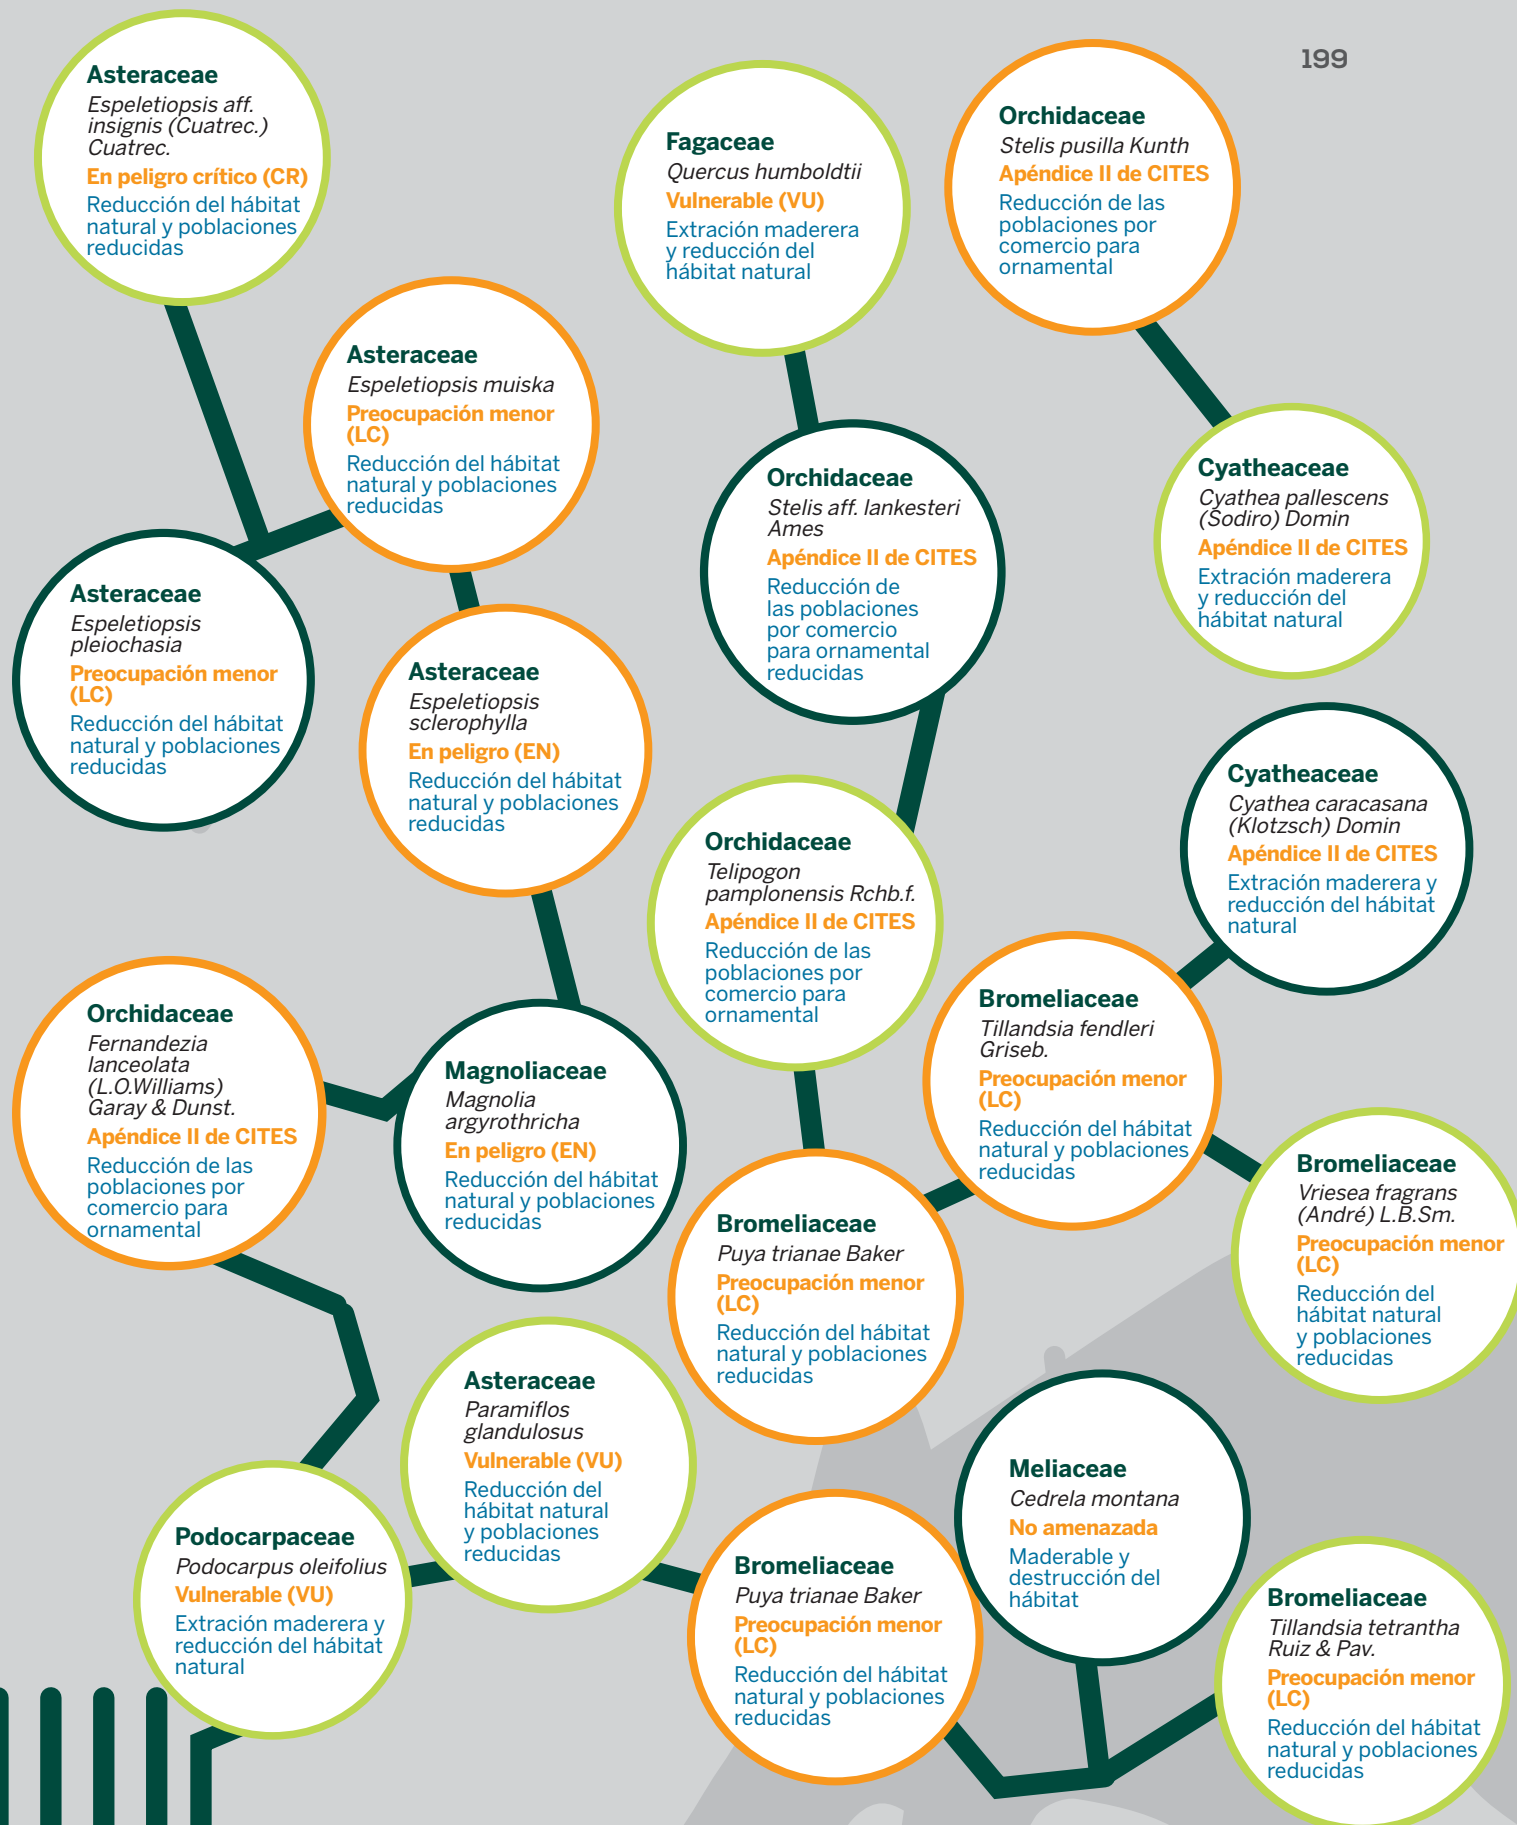 199
Asteraceae
Espeletiopsis aff.
insignis (Cuatrec.)
Cuatrec.
En peligro crítico (CR)
Reducción del hábitat
natural y poblaciones
reducidas
Fagaceae
Quercus humboldtii
Vulnerable (VU)
Extración maderera
y reducción del
hábitat natural
Orchidaceae
Stelis pusilla Kunth
Apéndice II de CITES
Reducción de las
poblaciones por
comercio para
ornamental
Asteraceae
Espeletiopsis muiska
Preocupación menor
(LC)
Reducción del hábitat
natural y poblaciones
reducidas
Orchidaceae
Stelis aff. lankesteri
Ames
Apéndice II de CITES
Reducción de
las poblaciones
por comercio
para ornamental
reducidas
Cyatheaceae
Cyathea pallescens
(Sodiro) Domin
Apéndice II de CITES
Extración maderera
y reducción del
hábitat natural
Asteraceae
Espeletiopsis
pleiochasia
Preocupación menor
(LC)
Reducción del hábitat
natural y poblaciones
reducidas
Asteraceae
Espeletiopsis
sclerophylla
En peligro (EN)
Reducción del hábitat
natural y poblaciones
reducidas
Cyatheaceae
Cyathea caracasana
(Klotzsch) Domin
Apéndice II de CITES
Extración maderera y
reducción del hábitat
natural
Orchidaceae
Telipogon
pamplonensis Rchb.f.
Apéndice II de CITES
Reducción de las
poblaciones por
comercio para
ornamental
Orchidaceae
Fernandezia
lanceolata
(L.O.Williams)
Garay & Dunst.
Apéndice II de CITES
Reducción de las
poblaciones por
comercio para
ornamental
Magnoliaceae
Magnolia
argyrothricha
En peligro (EN)
Reducción del hábitat
natural y poblaciones
reducidas
Bromeliaceae
Tillandsia fendleri
Griseb.
Preocupación menor
(LC)
Reducción del hábitat
natural y poblaciones
reducidas
Bromeliaceae
Vriesea fragrans
(André) L.B.Sm.
Preocupación menor
(LC)
Reducción del
hábitat natural
y poblaciones
reducidas
Bromeliaceae
Puya trianae Baker
Preocupación menor
(LC)
Reducción del hábitat
natural y poblaciones
reducidas
Asteraceae
Paramiflos
glandulosus
Vulnerable (VU)
Reducción del
hábitat natural
y poblaciones
reducidas
Meliaceae
Cedrela montana
No amenazada
Maderable y
destrucción del
hábitat
Podocarpaceae
Podocarpus oleifolius
Vulnerable (VU)
Extración maderera y
reducción del hábitat
natural
Bromeliaceae
Puya trianae Baker
Preocupación menor
(LC)
Reducción del hábitat
natural y poblaciones
reducidas
Bromeliaceae
Tillandsia tetrantha
Ruiz & Pav.
Preocupación menor
(LC)
Reducción del hábitat
natural y poblaciones
reducidas